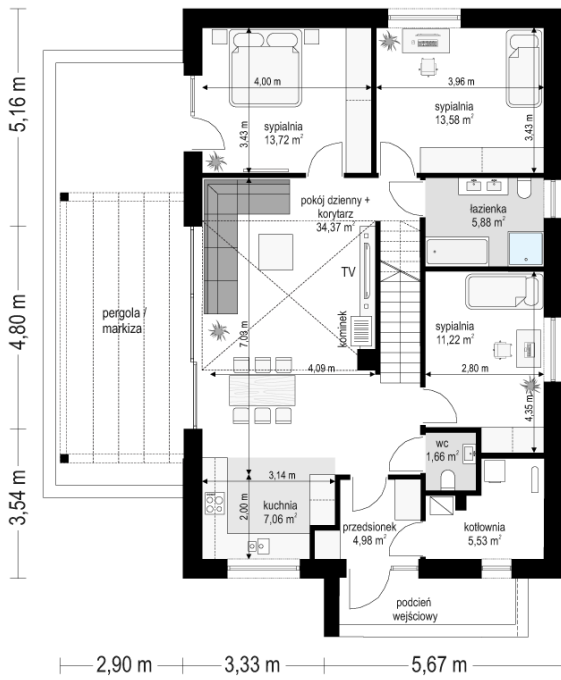 5,16 m
4,80 m
3,54 m
4,00 m
3,43 m
sypialnia
13,72 m²
3,96 m
3,43 m
sypialnia
13,58 m²
pokój dzienny +
korytarz
34,37 m²
łazienka
5,88 m²
TV
kominek
7,09 m
4,09 m
pergola /
markiza
sypialnia
11,22 m²
2,80 m
4,35 m
wc
1,66 m²
3,14 m
2,00 m
kuchnia
7,06 m²
przedsionek
4,98 m²
kotłownia
5,53 m²
podcień
wejściowy
2,90 m
3,33 m
5,67 m